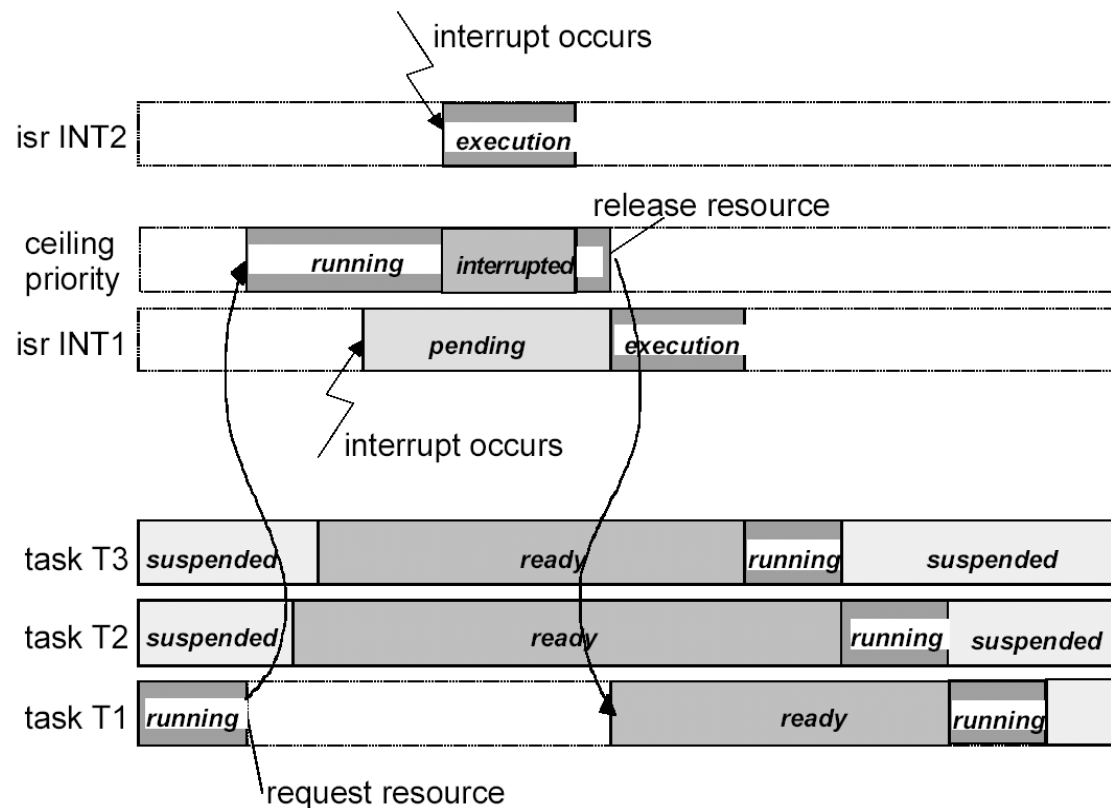 interrupt occurs
isr INT2
execution
release resource
ceiling
priority
running
interrupted
isr INT1
pending
execution
interrupt occurs
task T3
suspended
ready
running
suspended
task T2
suspended
ready
running
suspended
task T1
running
ready
running
request resource